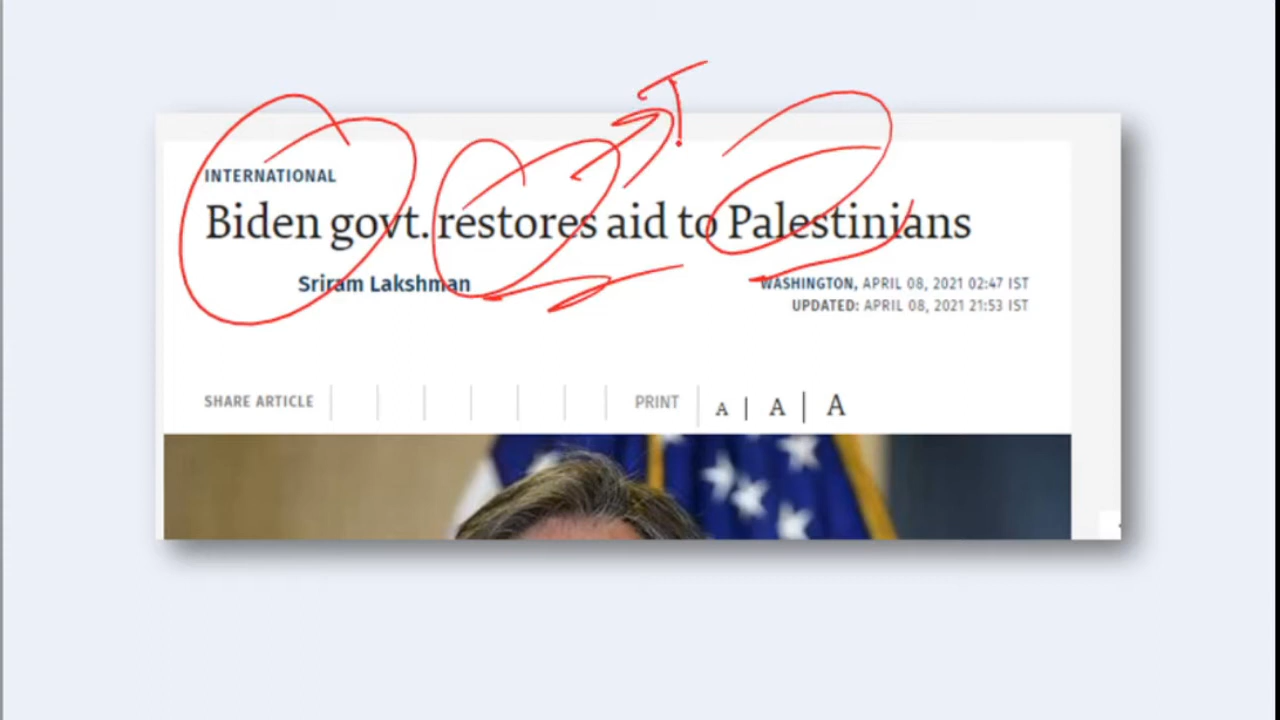 INTERNATIONAL
Biden govt. restores aid to Palestinians
Sriram Lakshman
WASHINGTON, APRIL 08, 2021 02:47 IST
UPDATED: APRIL 08, 2021 21:53 IST
SHARE ARTICLE PRINT A | A | A
T